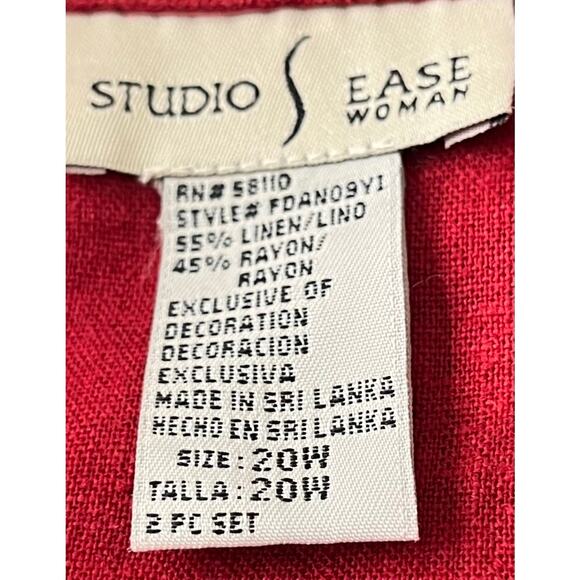 STUDIO S EASE
WOMAN
RN# 58110
STYLE# FDAN09YI
55% LINEN/LINO
45% RAYON/
RAYON
EXCLUSIVE OF
DECORATION
DECORACION
EXCLUSIVA
MADE IN SRI LANKA
HECHO EN SRI LANKA
SIZE: 20W
TALLA: 20W
2 PC SET